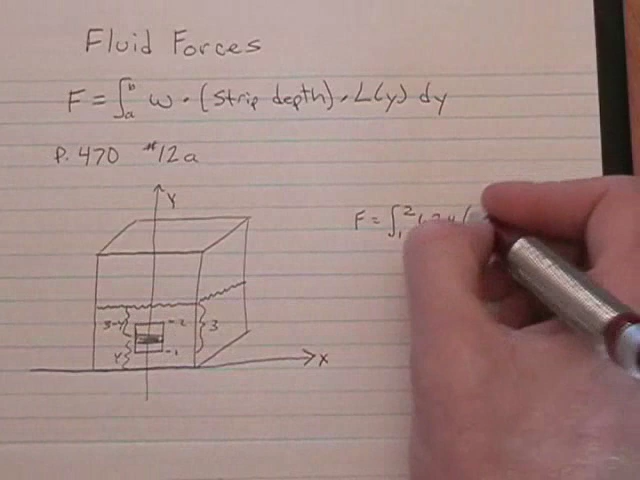 Fluid Forces
F = ∫ₐᵇ ω · (Strip depth) · L(y) dy
P. 470 #12a
Y
F = ∫₁²
3-y
-2
3
y
-1
x